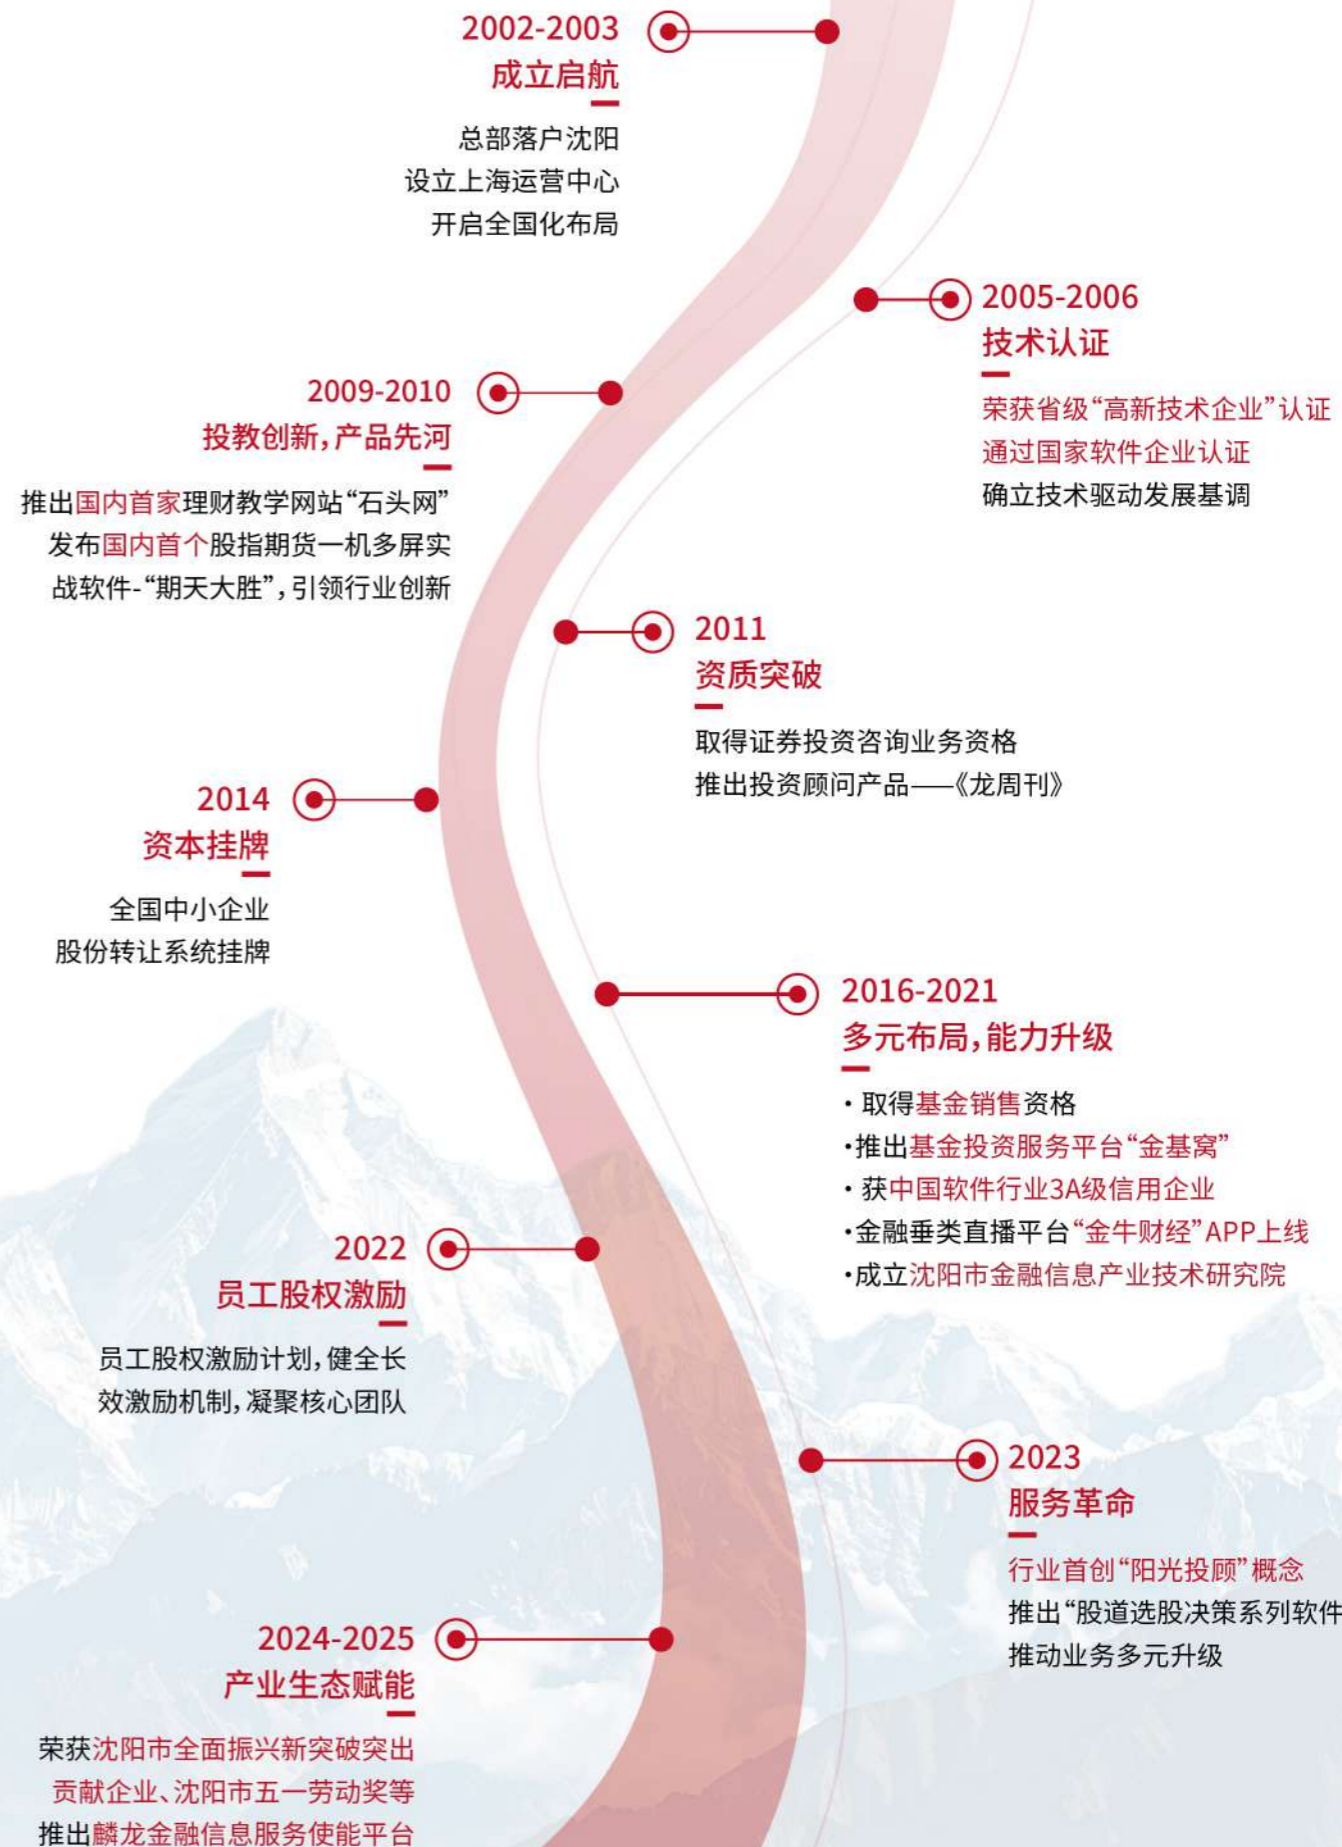 2002-2003
成立启航
总部落户沈阳
设立上海运营中心
开启全国化布局
2005-2006
技术认证
荣获省级“高新技术企业”认证
通过国家软件企业认证
确立技术驱动发展基调
2009-2010
投教创新,产品先河
推出国内首家理财教学网站“石头网”
发布国内首个股指期货一机多屏实
战软件-“期天大胜”,引领行业创新
2011
资质突破
取得证券投资咨询业务资格
推出投资顾问产品——《龙周刊》
2014
资本挂牌
全国中小企业
股份转让系统挂牌
2016-2021
多元布局,能力升级
·取得基金销售资格
·推出基金投资服务平台“金基窝”
·获中国软件行业3A级信用企业
·金融垂类直播平台“金牛财经”APP上线
·成立沈阳市金融信息产业技术研究院
2022
员工股权激励
员工股权激励计划,健全长
效激励机制,凝聚核心团队
2023
服务革命
行业首创“阳光投顾”概念
推出“股道选股决策系列软件
推动业务多元升级
2024-2025
产业生态赋能
荣获沈阳市全面振兴新突破突出
贡献企业、沈阳市五一劳动奖等
推出麟龙金融信息服务使能平台